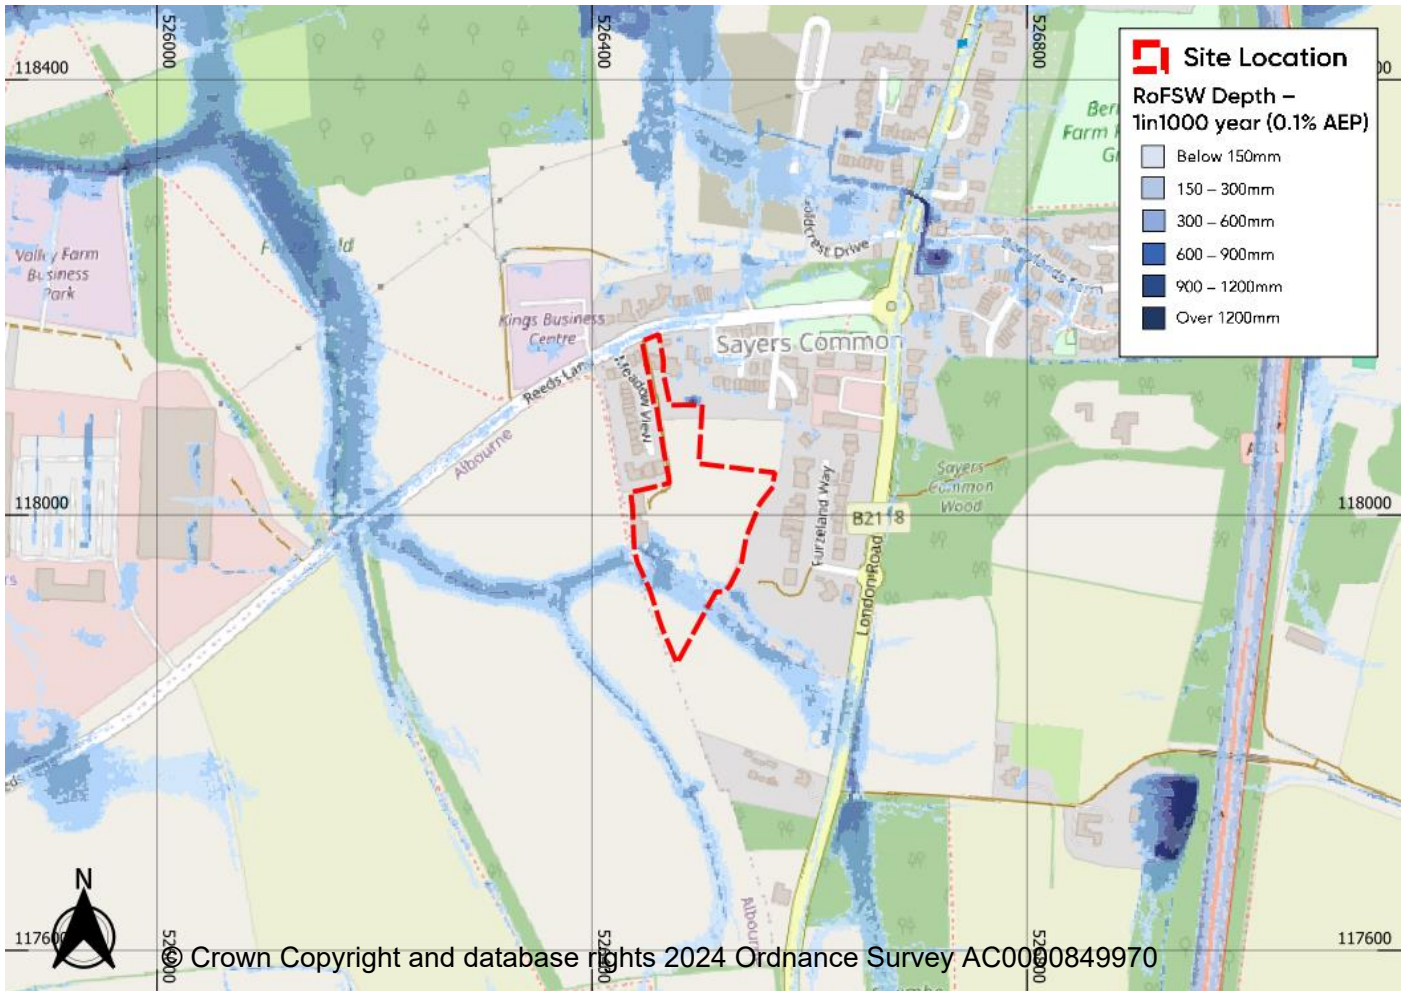 526000
526400
526800
118400
Site Location
RoFSW Depth –
1in1000 year (0.1% AEP)
Below 150mm
150 – 300mm
300 – 600mm
600 – 900mm
900 – 1200mm
Over 1200mm
Valley Farm
Business
Park
Kings Business
Centre
Reeds Lan
Albourne
Meadow View
Sayers Common
Furzeland Way
B2118
London Road
Sayers
Common
Wood
118000
118000
N
117600
117600
© Crown Copyright and database rights 2024 Ordnance Survey AC0000849970